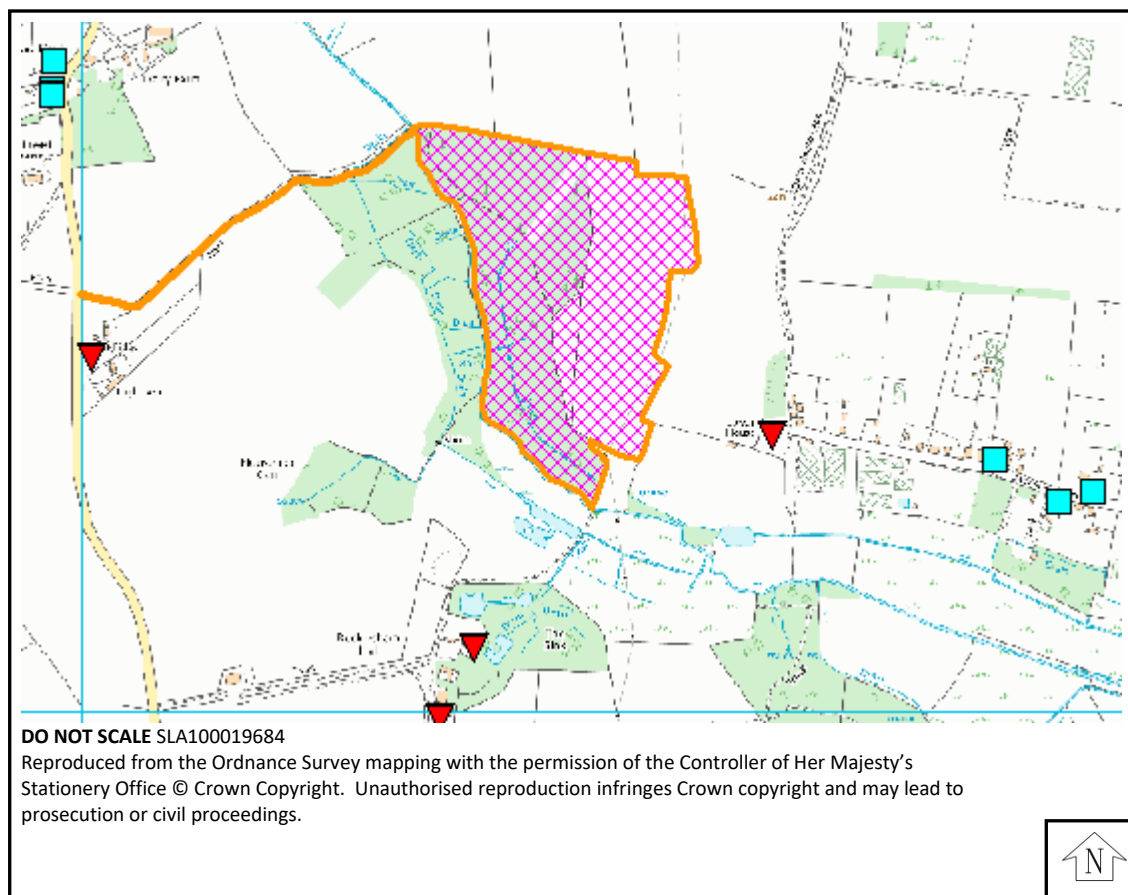 House
DO NOT SCALE SLA100019684
Reproduced from the Ordnance Survey mapping with the permission of the Controller of Her Majesty’s
Stationery Office © Crown Copyright. Unauthorised reproduction infringes Crown copyright and may lead to
prosecution or civil proceedings.
N